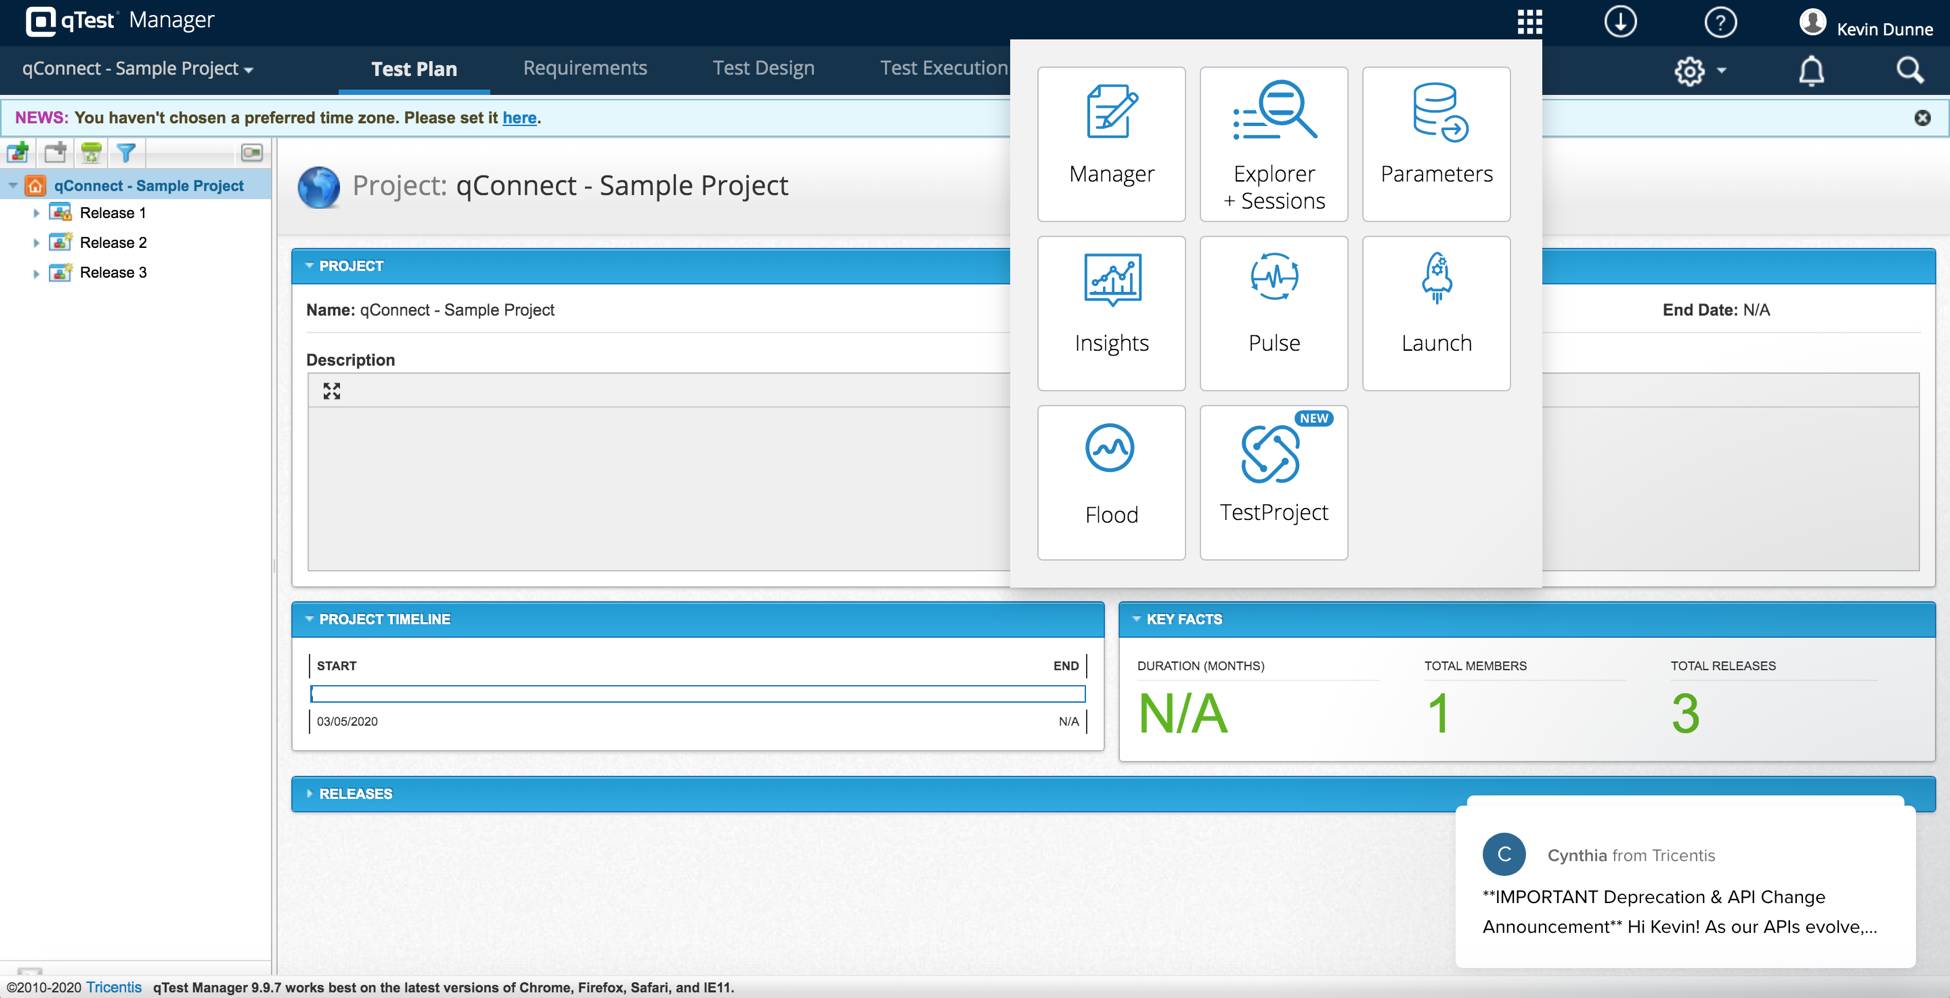 qTest Manager
Kevin Dunne
qConnect - Sample Project
Test Plan
Requirements
Test Design
Test Execution
NEWS: You haven't chosen a preferred time zone. Please set it here.
qConnect - Sample Project
Release 1
Release 2
Release 3
Project: qConnect - Sample Project
Manager
Explorer
+ Sessions
Parameters
Insights
Pulse
Launch
Flood
NEW
TestProject
PROJECT
Name: qConnect - Sample Project
End Date: N/A
Description
PROJECT TIMELINE
START
END
03/05/2020
N/A
KEY FACTS
DURATION (MONTHS)
TOTAL MEMBERS
TOTAL RELEASES
N/A
1
3
RELEASES
C
Cynthia from Tricentis
**IMPORTANT Deprecation & API Change
Announcement** Hi Kevin! As our APIs evolve,...
©2010-2020 Tricentis qTest Manager 9.9.7 works best on the latest versions of Chrome, Firefox, Safari, and IE11.